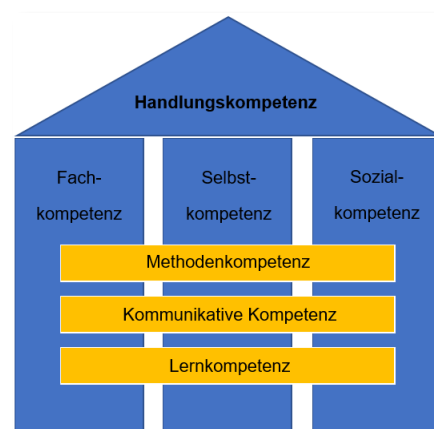 Handlungskompetenz
Fach-
kompetenz
Selbst-
kompetenz
Sozial-
kompetenz
Methodenkompetenz
Kommunikative Kompetenz
Lernkompetenz